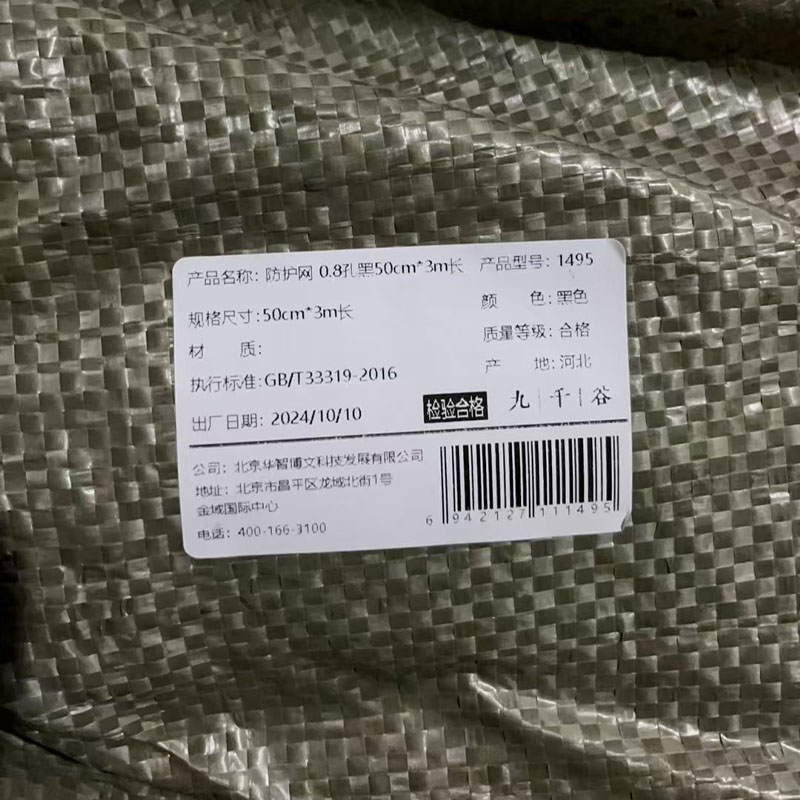 产品名称: 防护网 0.8孔黑50cm*3m长 产品型号: 1495
规格尺寸:50cm*3m长 颜 色:黑色
材 质: 质量等级: 合格
执行标准:GB/T33319-2016 产 地:河北
出厂日期: 2024/10/10 检验合格 九千谷
公司: 北京华智博文科技发展有限公司
地址: 北京市昌平区龙域北街1号
金域国际中心
电话: 400-166-3100
6 942127 111495